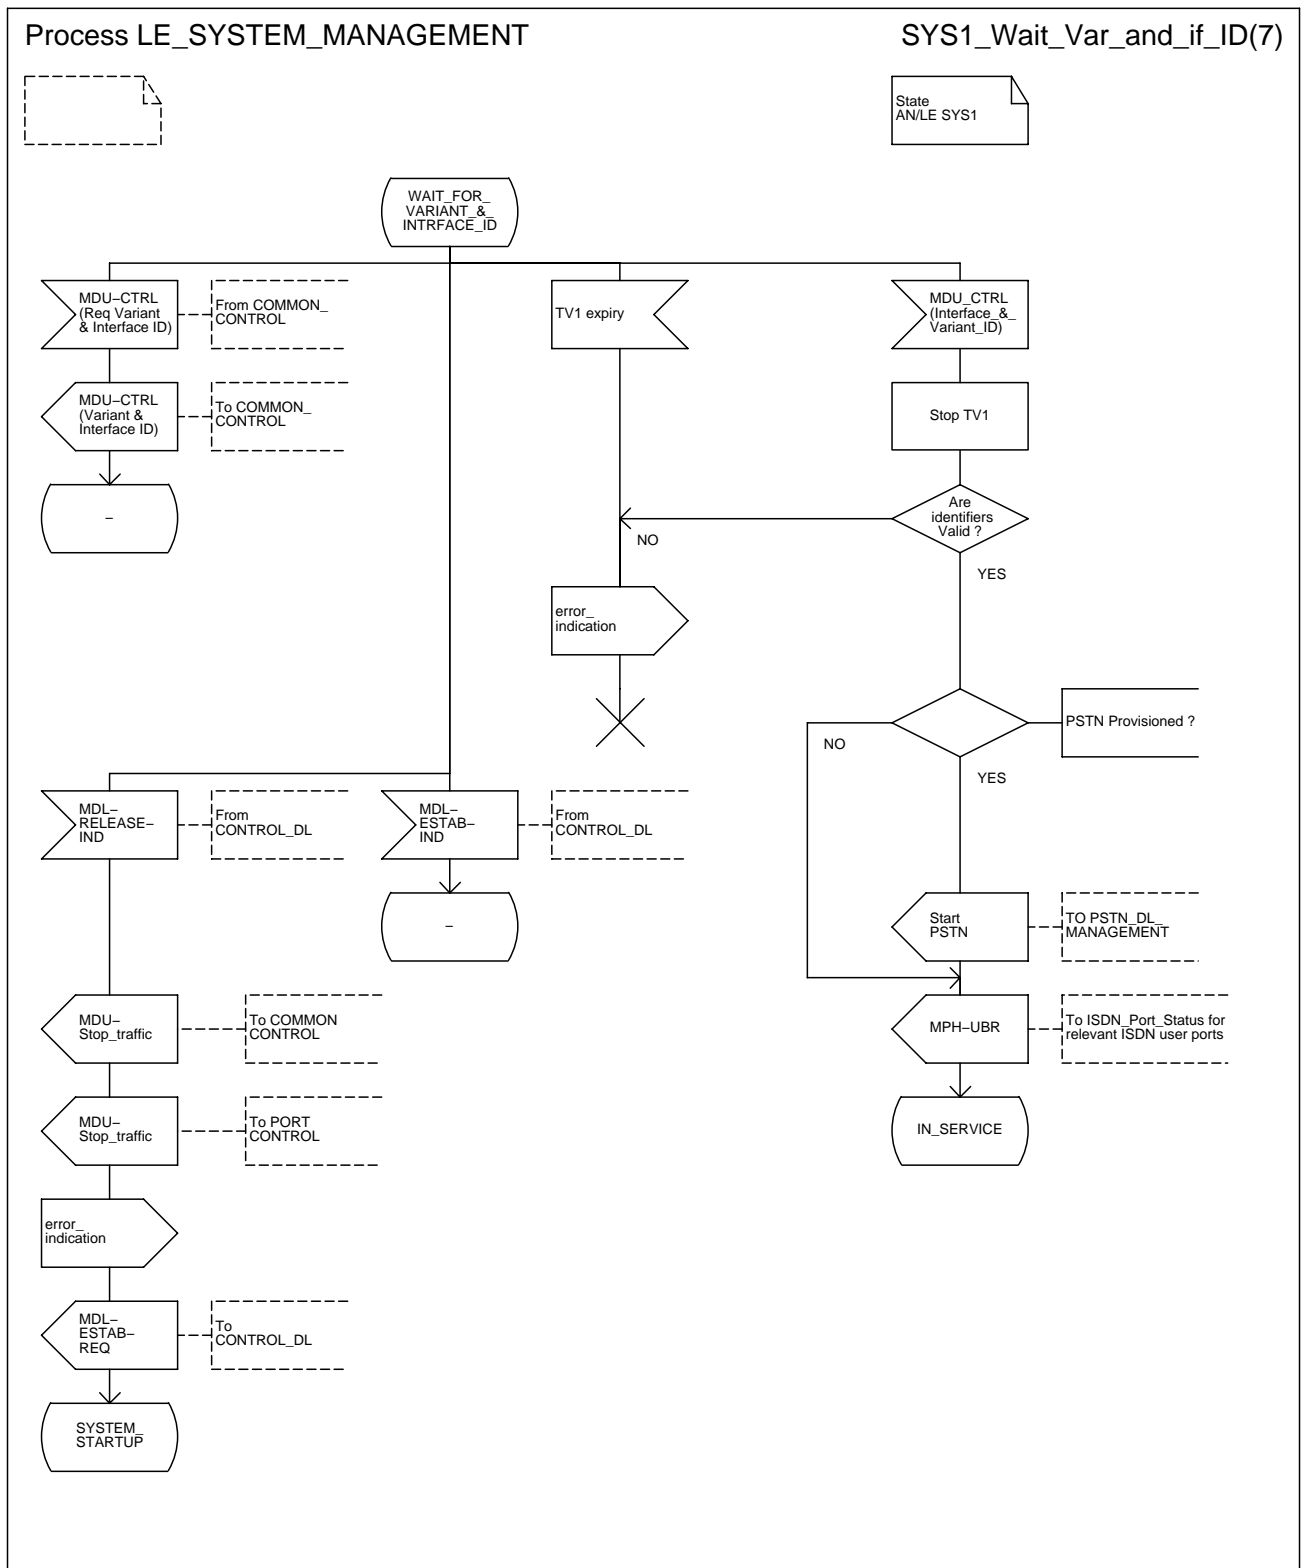 Process LE_SYSTEM_MANAGEMENT
SYS1_Wait_Var_and_if_ID(7)
State
AN/LE SYS1
WAIT_FOR_
VARIANT_&_
INTRFACE_ID
MDU−CTRL
(Req Variant
& Interface ID)
From COMMON_
CONTROL
TV1 expiry
MDU_CTRL
(Interface_&_
Variant_ID)
MDU−CTRL
(Variant &
Interface ID)
To COMMON_
CONTROL
Stop TV1
−
Are
identifiers
Valid ?
NO
YES
error_
indication
PSTN Provisioned ?
NO
YES
MDL−
RELEASE−
IND
From
CONTROL_DL
MDL−
ESTAB−
IND
From
CONTROL_DL
−
Start
PSTN
TO PSTN_DL_
MANAGEMENT
MDU−
Stop_traffic
To COMMON
CONTROL
MPH−UBR
To ISDN_Port_Status for
relevant ISDN user ports
MDU−
Stop_traffic
To PORT
CONTROL
IN_SERVICE
error_
indication
MDL−
ESTAB−
REQ
To
CONTROL_DL
SYSTEM_
STARTUP